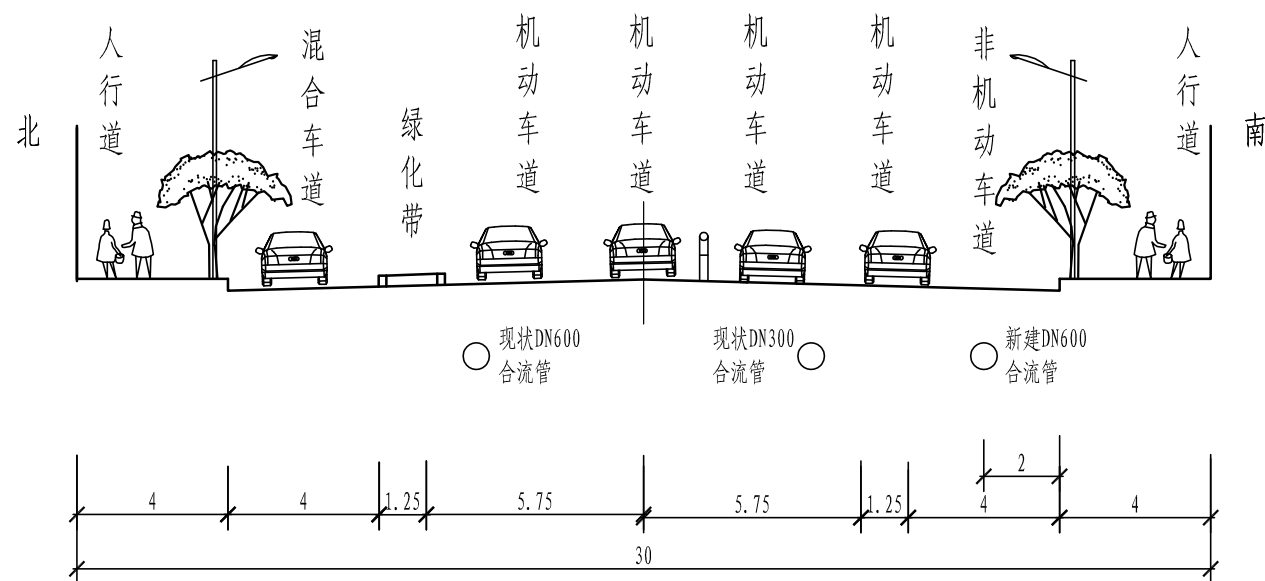 北
人行道
混合车道
绿化带
机动车道
机动车道
机动车道
机动车道
非机动车道
人行道
南
现状DN600
合流管
现状DN300
合流管
新建DN600
合流管
2
4
4
1.25
5.75
5.75
1.25
4
4
30